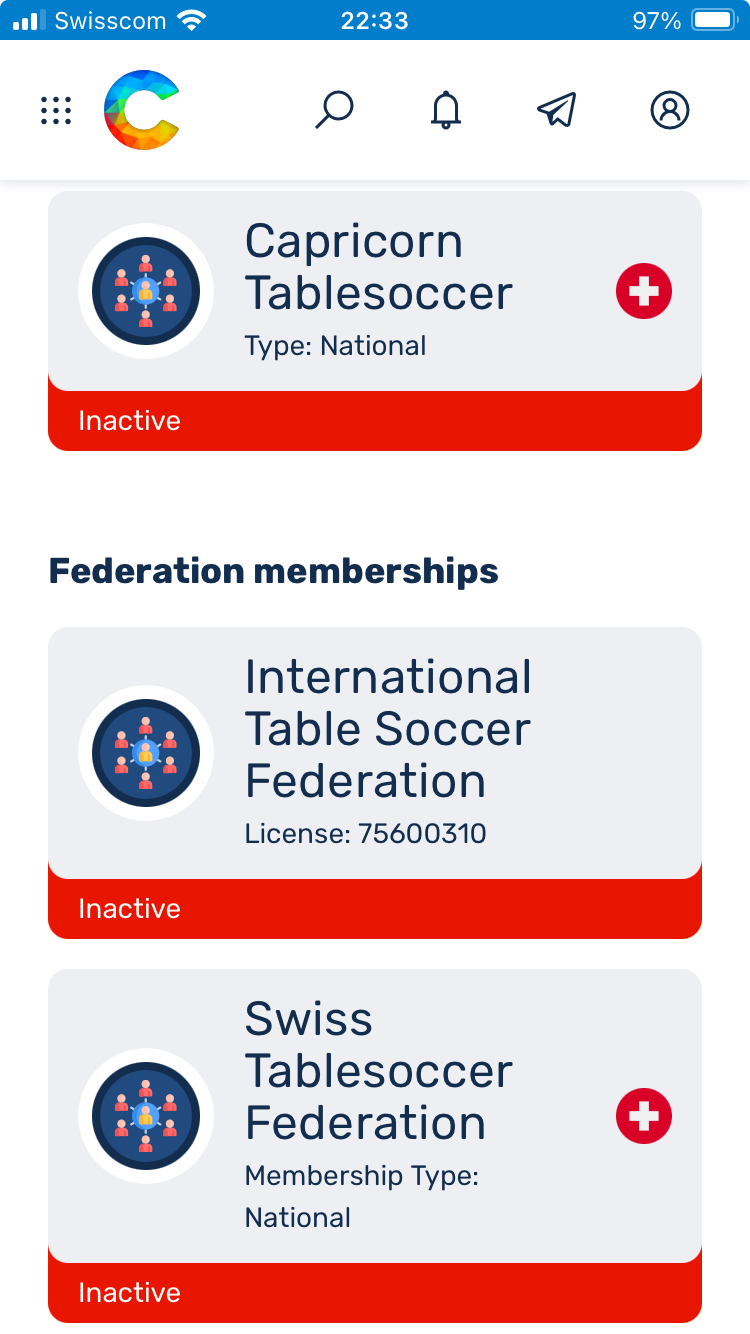 Swisscom 22:33 97%
Capricorn
Tablesoccer
Type: National
Inactive
Federation memberships
International
Table Soccer
Federation
License: 75600310
Inactive
Swiss
Tablesoccer
Federation
Membership Type:
National
Inactive